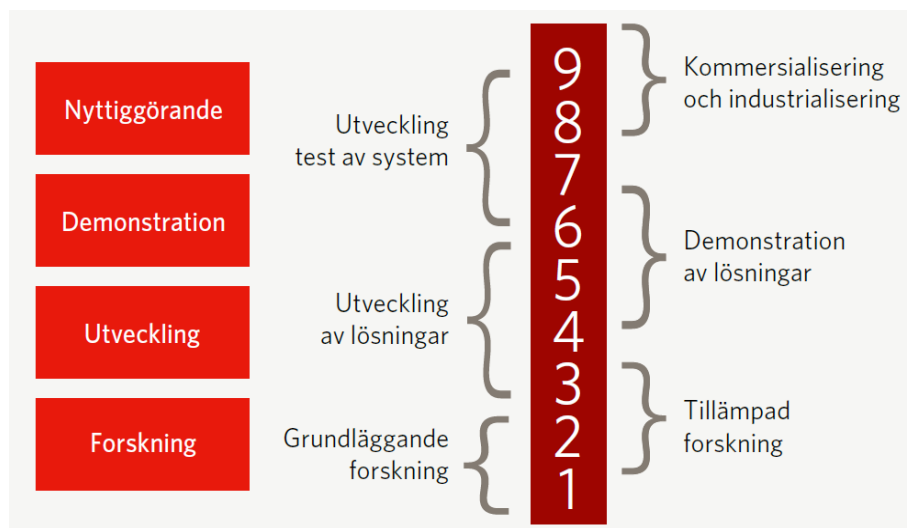 Nyttiggörande
Demonstration
Utveckling
Forskning
Utveckling
test av system
Utveckling
av lösningar
Grundläggande
forskning
9
8
7
6
5
4
3
2
1
Kommersialisering
och industrialisering
Demonstration
av lösningar
Tillämpad
forskning